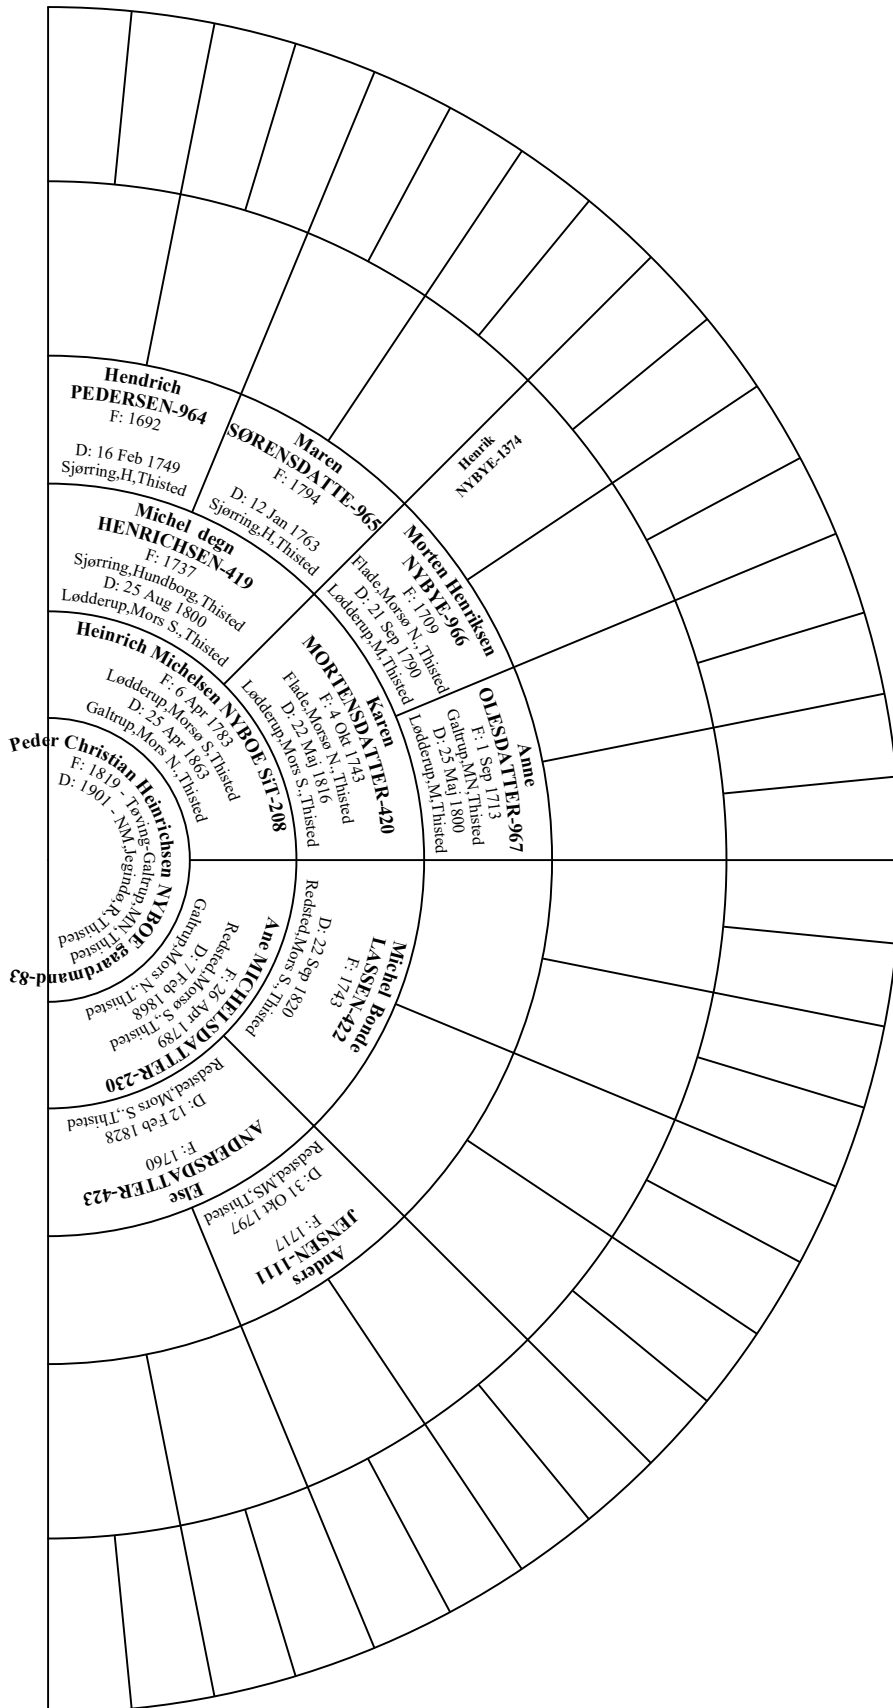 Peder Christian Heinrichsen NYBOE gaardmand-83
F: 1819 - Tøving-Galtrup,MN,Thisted
D: 1901 - NM,Jegindø,R,Thisted
Heinrich Michelsen NYBOE SiT-208
F: 6 Apr 1783
Lødderup,Morsø S,Thisted
D: 25 Apr 1863
Galtrup,Mors N.,Thisted
Ane MICHELSDATTER-230
F: 26 Apr 1789
Redsted,Morsø S.,Thisted
D: 7 Feb 1868
Galtrup,Mors N.,Thisted
Michel degn
HENRICHSEN-419
F: 1737
Sjørring,Hundborg,Thisted
D: 25 Aug 1800
Lødderup,Mors S.,Thisted
Karen
MORTENSDATTER-420
F: 4 Okt 1743
Flade,Morsø N.,Thisted
D: 22 Maj 1816
Lødderup,Mors S.,Thisted
Michel Bonde
LASSEN-422
F: 1743
D: 22 Sep 1820
Redsted,Mors S.,Thisted
Else
ANDERSDATTER-423
F: 1760
D: 12 Feb 1828
Redsted,Mors S.,Thisted
Hendrich
PEDERSEN-964
F: 1692
D: 16 Feb 1749
Sjørring,H,Thisted
Maren
SØRENSDATTE-965
F: 1794
D: 12 Jan 1763
Sjørring,H,Thisted
Morten Henriksen
NYBYE-966
F: 1709
Flade,Morsø N.,Thisted
D: 21 Sep 1790
Lødderup,M,Thisted
Anne
OLESDATTER-967
F: 1 Sep 1713
Galtrup,MN,Thisted
D: 25 Maj 1800
Lødderup,M,Thisted
Anders
JENSEN-1111
F: 1717
D: 31 Okt 1797
Redsted,MS,Thisted
Henrik
NYBYE-1374